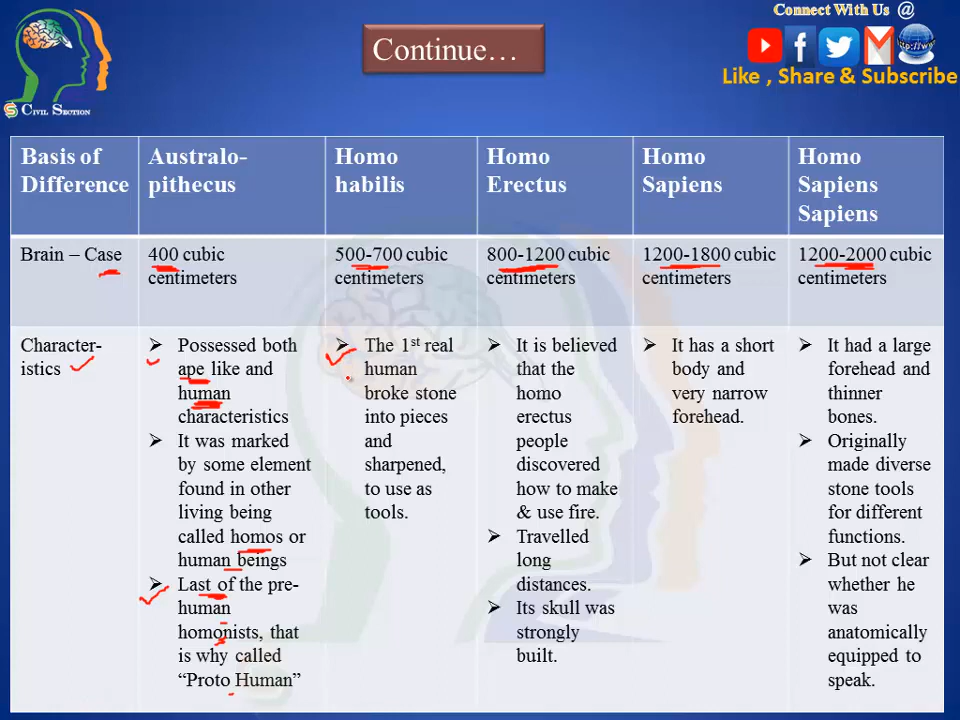 Connect With Us @
Continue…
http://www
Like , Share & Subscribe
CIVIL SECTION
Basis of
Difference
Australo-
pithecus
Homo
habilis
Homo
Erectus
Homo
Sapiens
Homo
Sapiens
Sapiens
Brain – Case
400 cubic
centimeters
500-700 cubic
centimeters
800-1200 cubic
centimeters
1200-1800 cubic
centimeters
1200-2000 cubic
centimeters
Character-
istics
➢ Possessed both
ape like and
human
characteristics
➢ It was marked
by some element
found in other
living being
called homos or
human beings
➢ Last of the pre-
human
homonists, that
is why called
“Proto Human”
➢ The 1st real
human
broke stone
into pieces
and
sharpened,
to use as
tools.
➢ It is believed
that the
homo
erectus
people
discovered
how to make
& use fire.
➢ Travelled
long
distances.
➢ Its skull was
strongly
built.
➢ It has a short
body and
very narrow
forehead.
➢ It had a large
forehead and
thinner
bones.
➢ Originally
made diverse
stone tools
for different
functions.
➢ But not clear
whether he
was
anatomically
equipped to
speak.